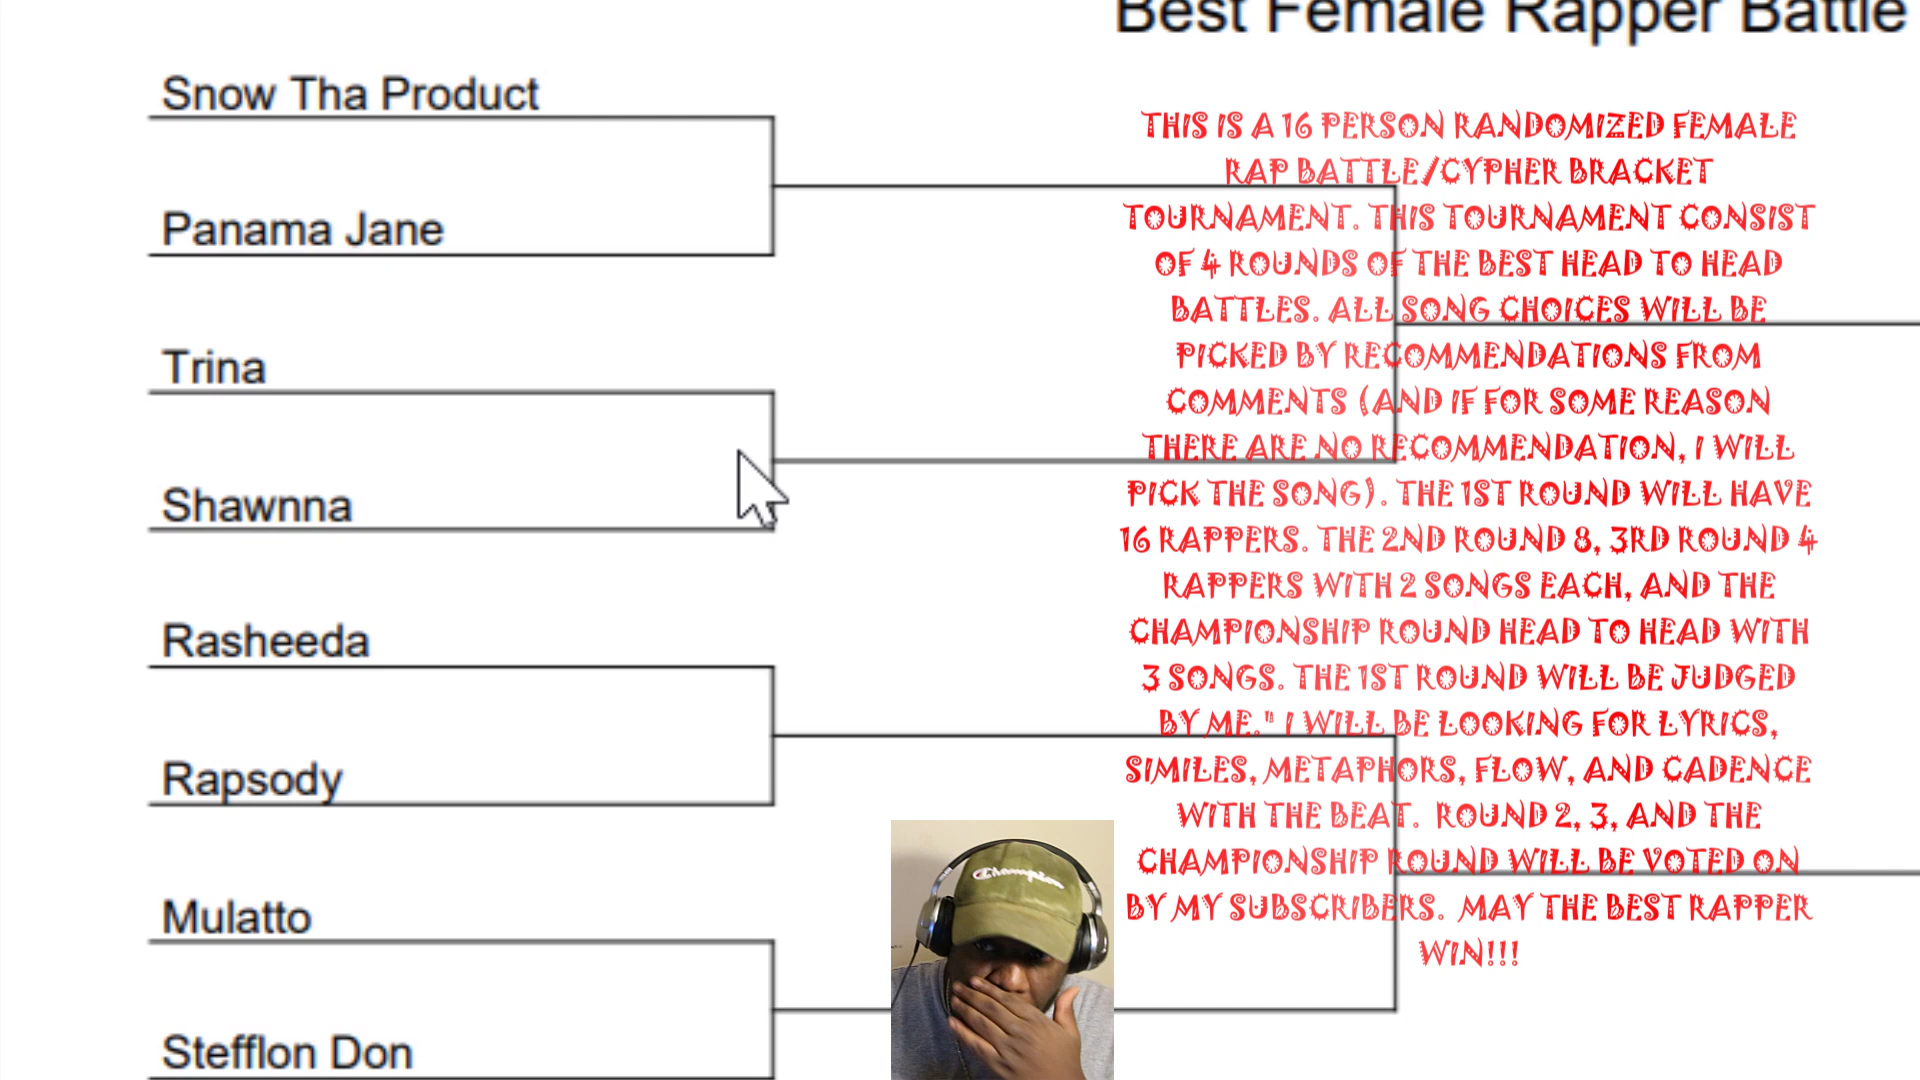 Best Female Rapper Battle
Snow Tha Product
Panama Jane
Trina
Shawnna
Rasheeda
Rapsody
Mulatto
Stefflon Don
THIS IS A 16 PERSON RANDOMIZED FEMALE
RAP BATTLE/CYPHER BRACKET
TOURNAMENT. THIS TOURNAMENT CONSIST
OF 4 ROUNDS OF THE BEST HEAD TO HEAD
BATTLES. ALL SONG CHOICES WILL BE
PICKED BY RECOMMENDATIONS FROM
COMMENTS (AND IF FOR SOME REASON
THERE ARE NO RECOMMENDATION, I WILL
PICK THE SONG). THE 1ST ROUND WILL HAVE
16 RAPPERS. THE 2ND ROUND 8, 3RD ROUND 4
RAPPERS WITH 2 SONGS EACH, AND THE
CHAMPIONSHIP ROUND HEAD TO HEAD WITH
3 SONGS. THE 1ST ROUND WILL BE JUDGED
BY ME." I WILL BE LOOKING FOR LYRICS,
SIMILES, METAPHORS, FLOW, AND CADENCE
WITH THE BEAT. ROUND 2, 3, AND THE
CHAMPIONSHIP ROUND WILL BE VOTED ON
BY MY SUBSCRIBERS. MAY THE BEST RAPPER
WIN!!!
Champion